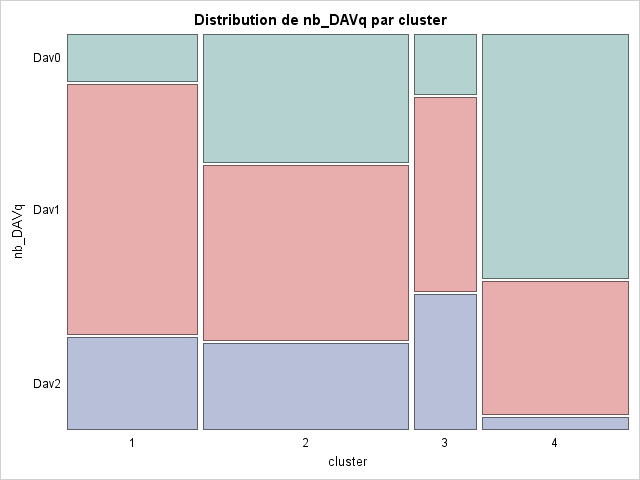 Distribution de nb_DAVq par cluster
Dav0
Dav1
Dav2
nb_DAVq
1 2 3 4
cluster